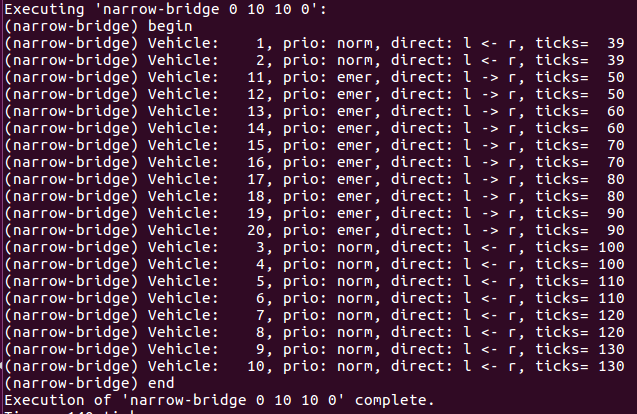 Executing 'narrow-bridge 0 10 10 0':
(narrow-bridge) begin
(narrow-bridge) Vehicle:    1, prio: norm, direct: l <- r, ticks=  39
(narrow-bridge) Vehicle:    2, prio: norm, direct: l <- r, ticks=  39
(narrow-bridge) Vehicle:   11, prio: emer, direct: l -> r, ticks=  50
(narrow-bridge) Vehicle:   12, prio: emer, direct: l -> r, ticks=  50
(narrow-bridge) Vehicle:   13, prio: emer, direct: l -> r, ticks=  60
(narrow-bridge) Vehicle:   14, prio: emer, direct: l -> r, ticks=  60
(narrow-bridge) Vehicle:   15, prio: emer, direct: l -> r, ticks=  70
(narrow-bridge) Vehicle:   16, prio: emer, direct: l -> r, ticks=  70
(narrow-bridge) Vehicle:   17, prio: emer, direct: l -> r, ticks=  80
(narrow-bridge) Vehicle:   18, prio: emer, direct: l -> r, ticks=  80
(narrow-bridge) Vehicle:   19, prio: emer, direct: l -> r, ticks=  90
(narrow-bridge) Vehicle:   20, prio: emer, direct: l -> r, ticks=  90
(narrow-bridge) Vehicle:    3, prio: norm, direct: l <- r, ticks= 100
(narrow-bridge) Vehicle:    4, prio: norm, direct: l <- r, ticks= 100
(narrow-bridge) Vehicle:    5, prio: norm, direct: l <- r, ticks= 110
(narrow-bridge) Vehicle:    6, prio: norm, direct: l <- r, ticks= 110
(narrow-bridge) Vehicle:    7, prio: norm, direct: l <- r, ticks= 120
(narrow-bridge) Vehicle:    8, prio: norm, direct: l <- r, ticks= 120
(narrow-bridge) Vehicle:    9, prio: norm, direct: l <- r, ticks= 130
(narrow-bridge) Vehicle:   10, prio: norm, direct: l <- r, ticks= 130
(narrow-bridge) end
Execution of 'narrow-bridge 0 10 10 0' complete.